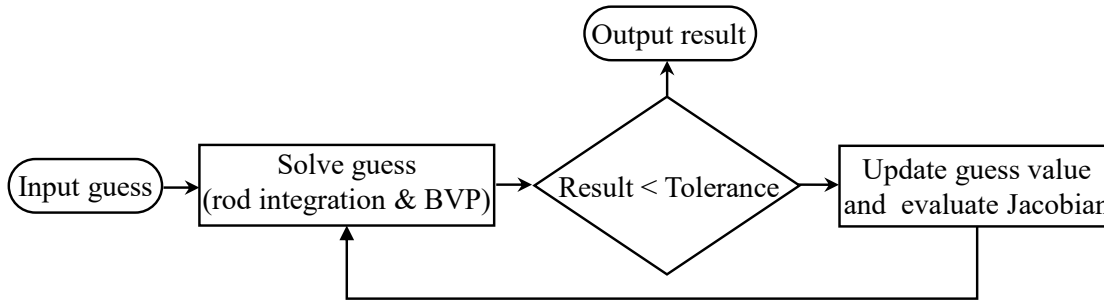 Output result
Input guess
Solve guess
(rod integration & BVP)
Result < Tolerance
Update guess value
and evaluate Jacobian